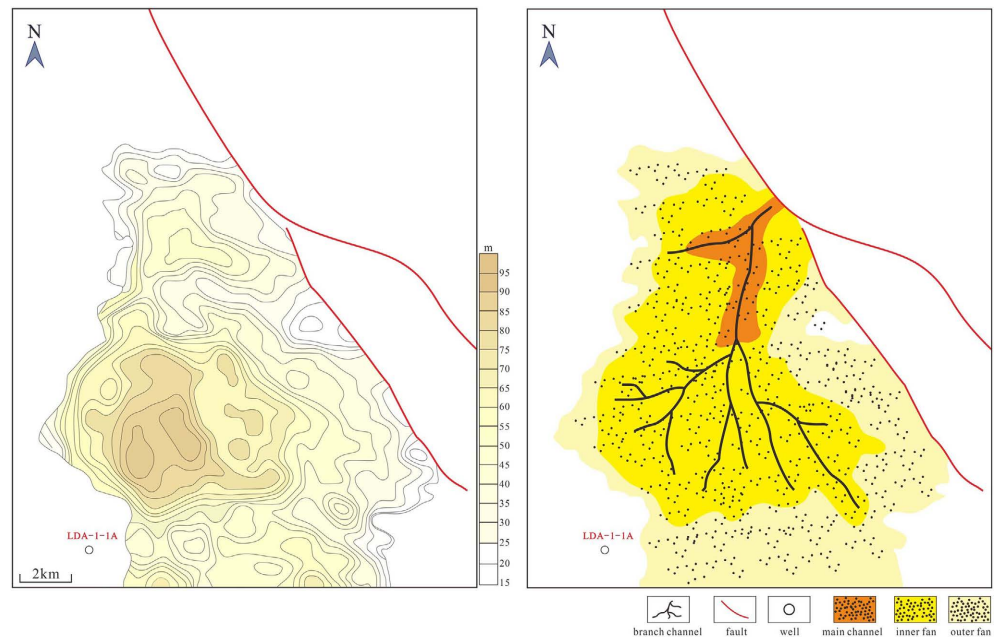 N
N
m
95
90
85
80
75
70
65
60
55
50
45
40
35
30
25
20
15
LDA-1-1A
2km
LDA-1-1A
branch channel
fault
well
main channel
inner fan
outer fan